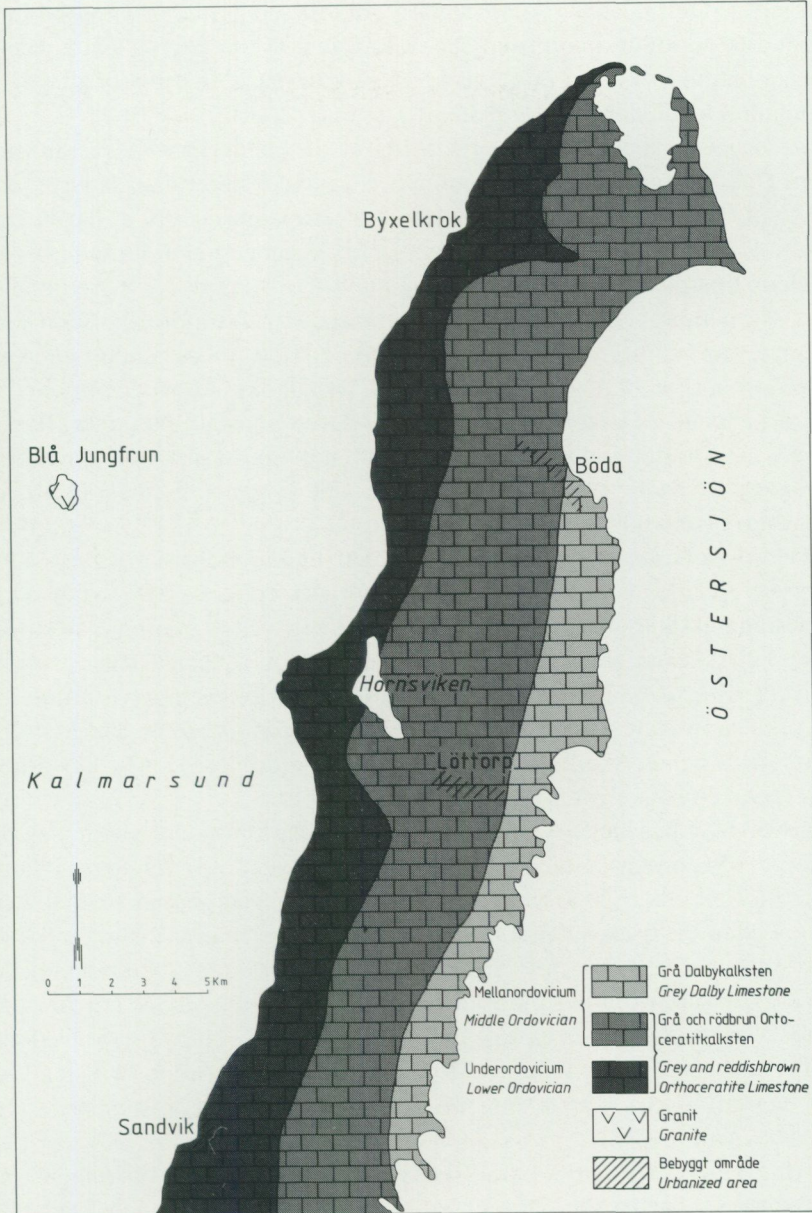 Byxelkrok
Blå Jungfrun
Böda
ÖSTERSJÖN
Hornsviken
Löttorp
Kalmarsund
0 1 2 3 4 5 Km
Sandvik
Mellanordovicium
Middle Ordovician
Underordovicium
Lower Ordovician
Grå Dalbykalksten
Grey Dalby Limestone
Grå och rödbrun Orto-
ceratitkalksten
Grey and reddishbrown
Orthoceratite Limestone
Granit
Granite
Bebyggt område
Urbanized area